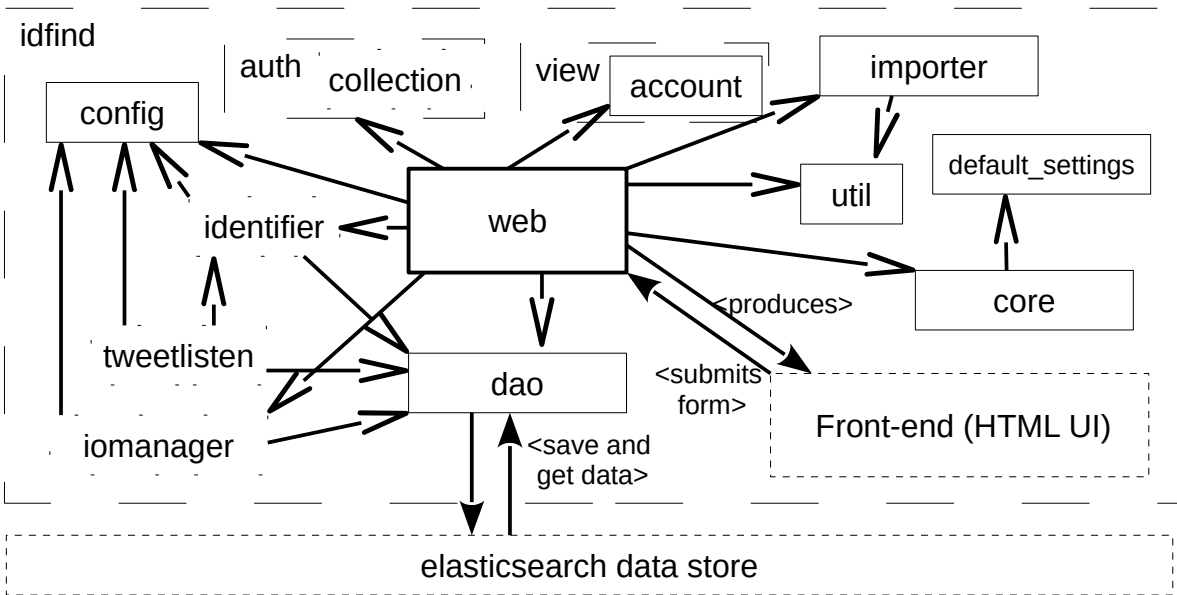 idfind
auth
collection
view
account
importer
config
default_settings
util
identifier
web
core
<produces>
tweetlisten
dao
<submits
form>
Front-end (HTML UI)
iomanager
<save and
get data>
elasticsearch data store